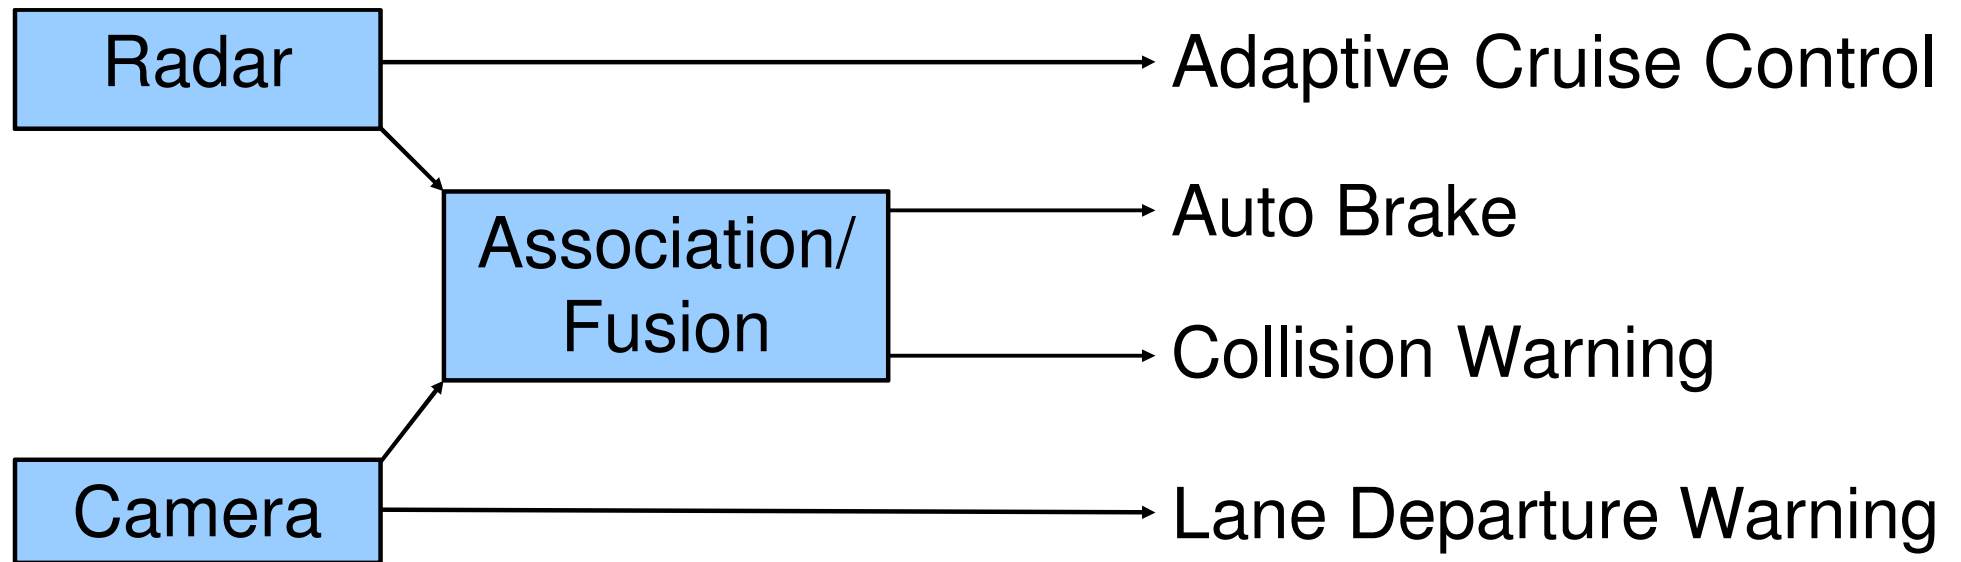 Radar
Adaptive Cruise Control
Association/
Fusion
Auto Brake
Collision Warning
Camera
Lane Departure Warning